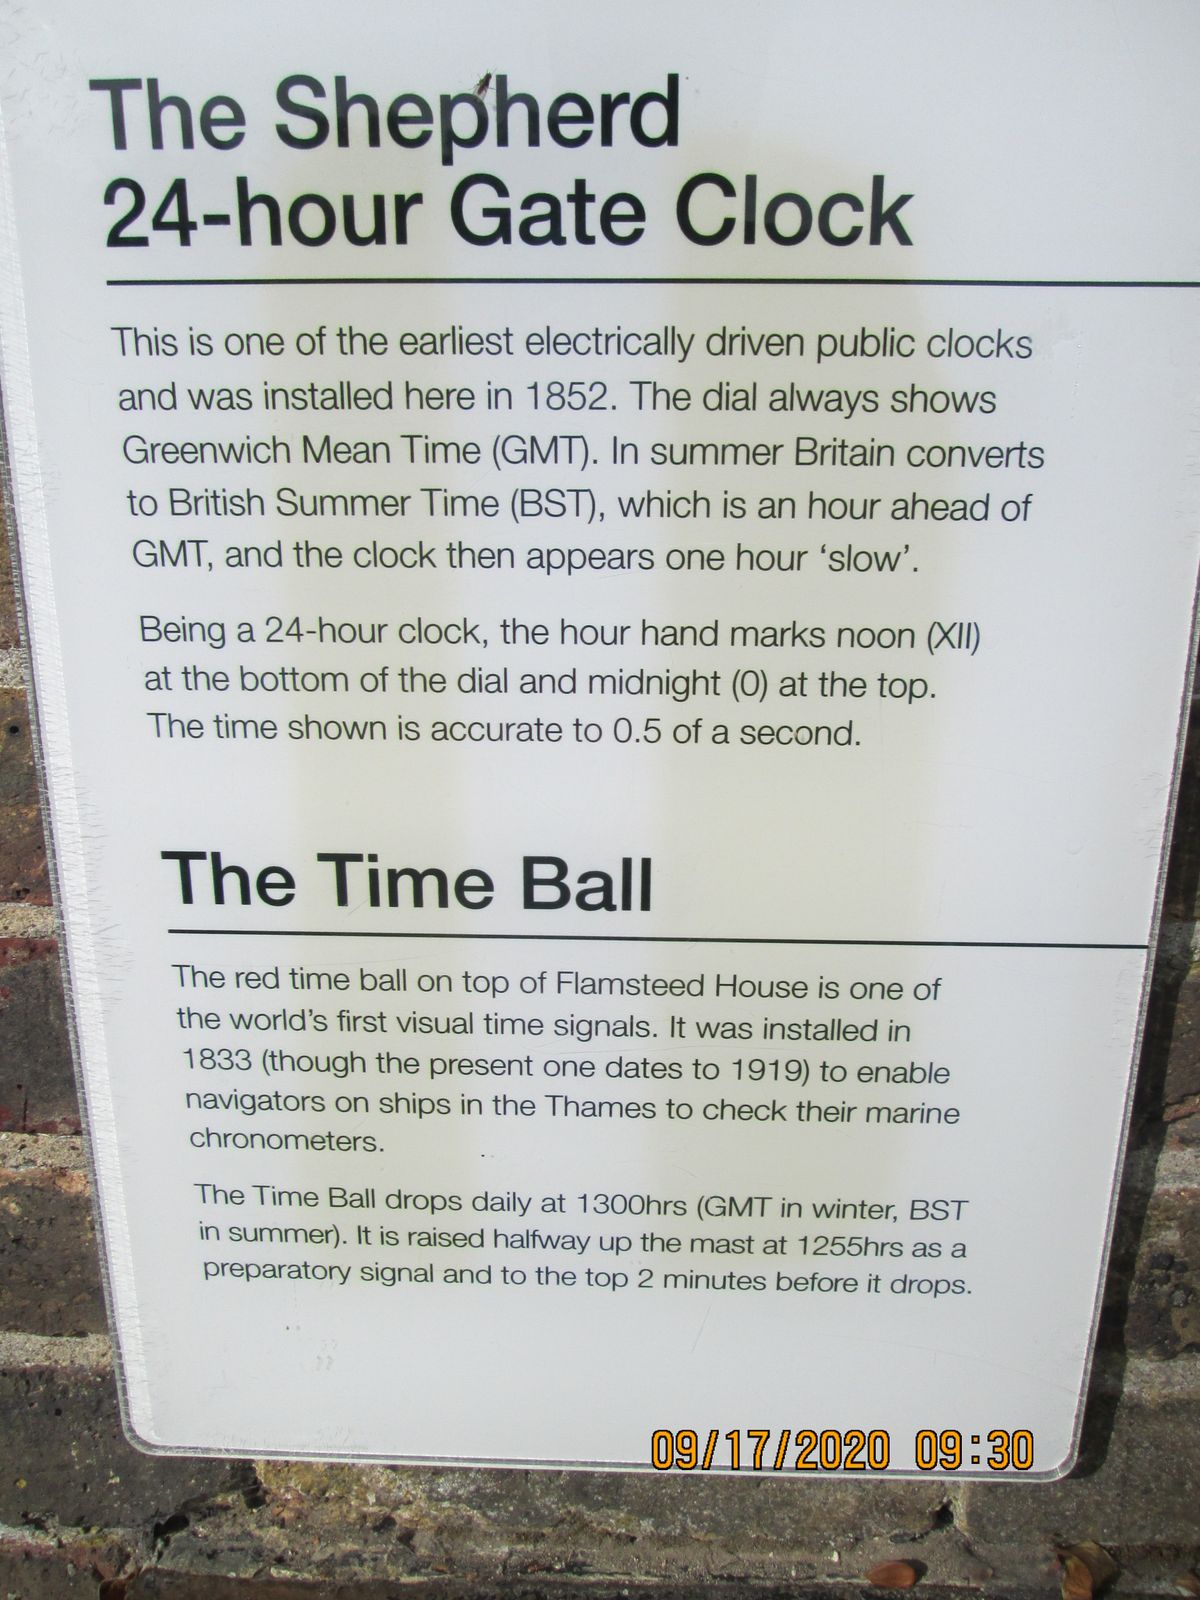 The Shepherd
24-hour Gate Clock
This is one of the earliest electrically driven public clocks
and was installed here in 1852. The dial always shows
Greenwich Mean Time (GMT). In summer Britain converts
to British Summer Time (BST), which is an hour ahead of
GMT, and the clock then appears one hour ‘slow’.
Being a 24-hour clock, the hour hand marks noon (XII)
at the bottom of the dial and midnight (0) at the top.
The time shown is accurate to 0.5 of a second.
The Time Ball
The red time ball on top of Flamsteed House is one of
the world’s first visual time signals. It was installed in
1833 (though the present one dates to 1919) to enable
navigators on ships in the Thames to check their marine
chronometers.
The Time Ball drops daily at 1300hrs (GMT in winter, BST
in summer). It is raised halfway up the mast at 1255hrs as a
preparatory signal and to the top 2 minutes before it drops.
09/17/2020 09:30